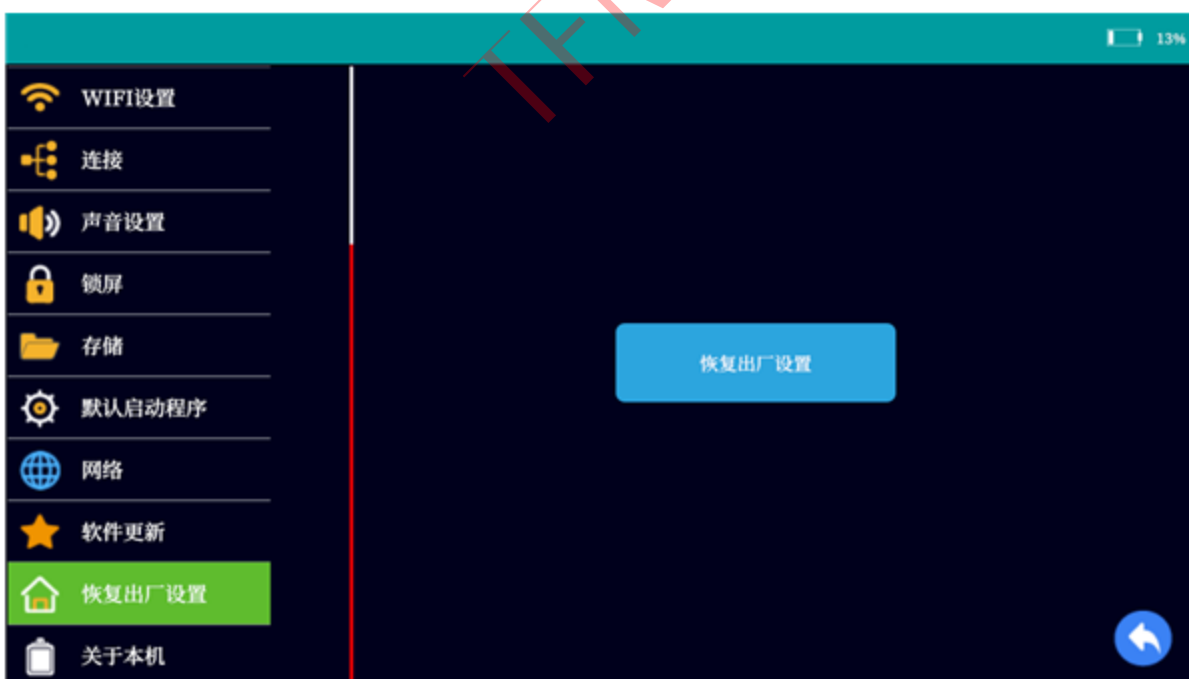 13%
WIFI设置
连接
声音设置
锁屏
存储
默认启动程序
网络
软件更新
恢复出厂设置
关于本机
恢复出厂设置